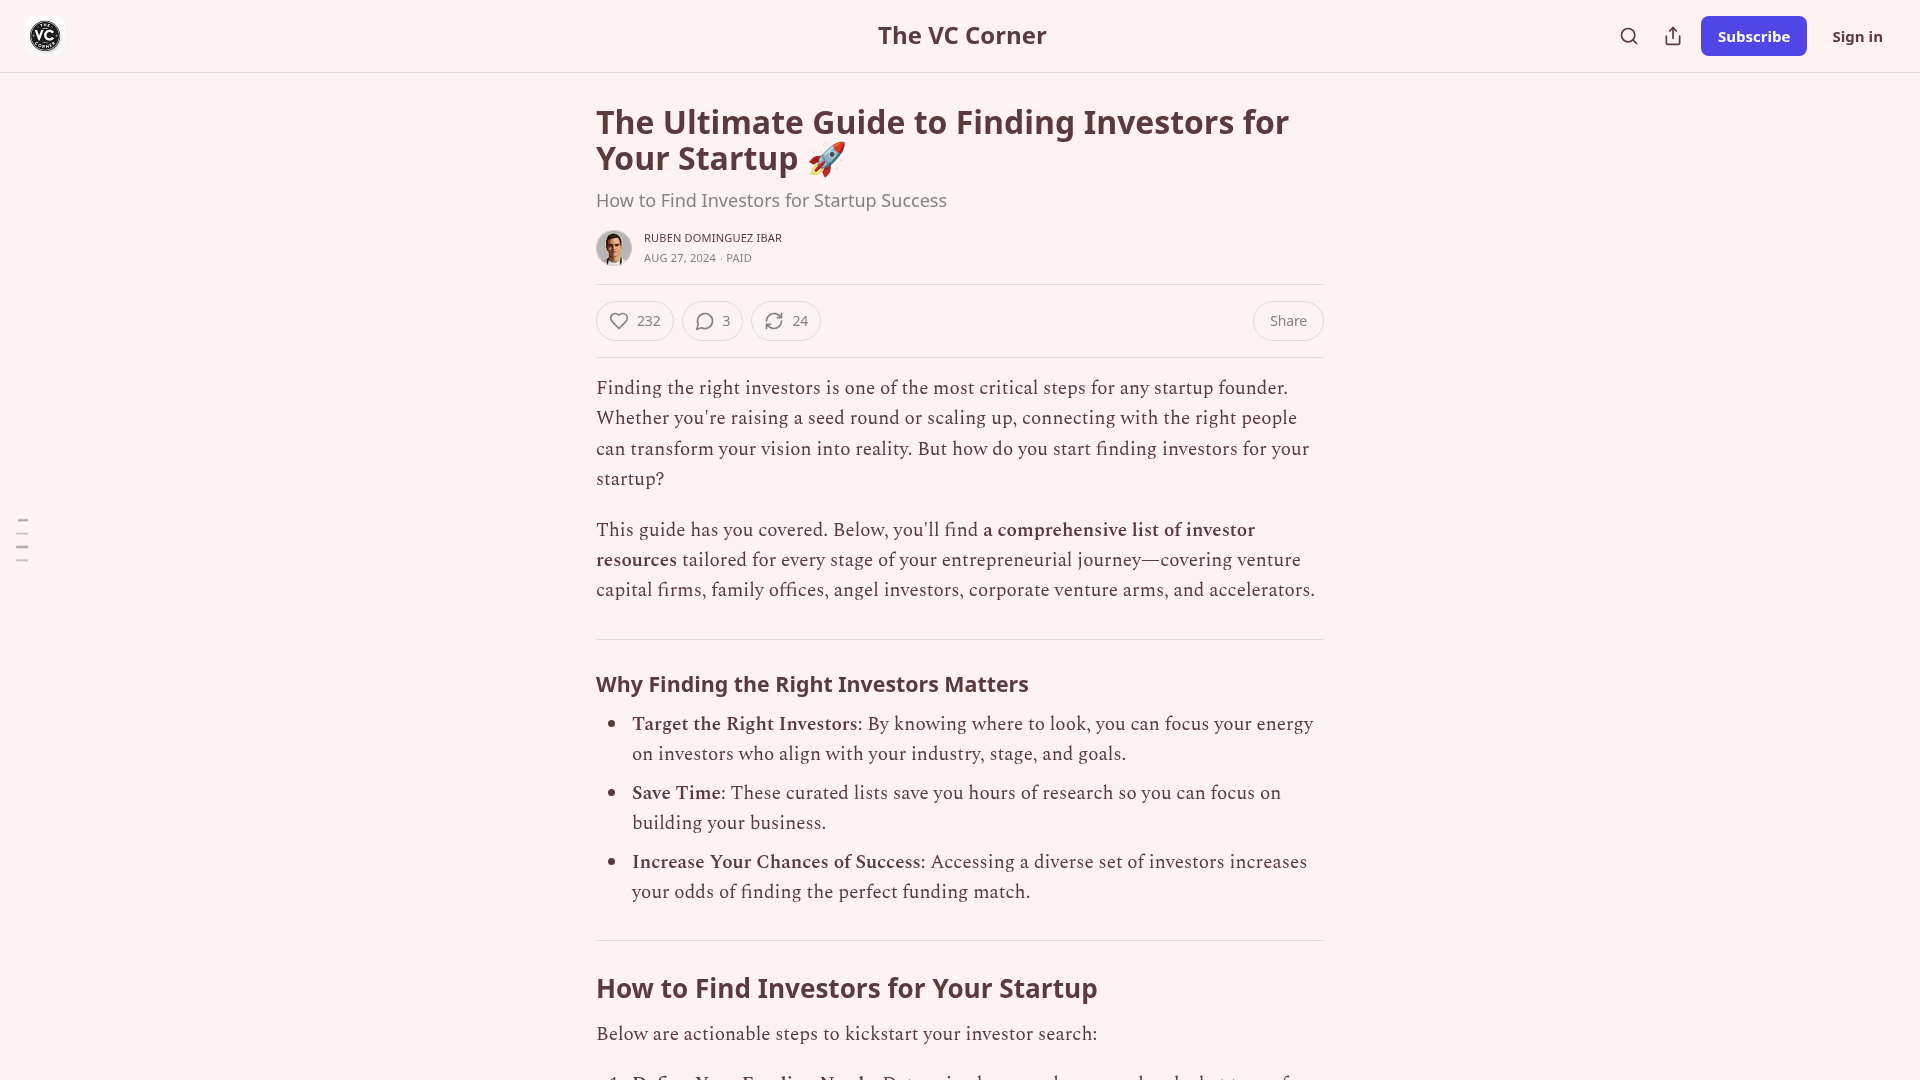 THE VC CORNER
The VC Corner
Subscribe
Sign in
The Ultimate Guide to Finding Investors for
Your Startup 🚀
How to Find Investors for Startup Success
RUBEN DOMINGUEZ IBAR
AUG 27, 2024 · PAID
232
3
24
Share
Finding the right investors is one of the most critical steps for any startup founder.
Whether you're raising a seed round or scaling up, connecting with the right people
can transform your vision into reality. But how do you start finding investors for your
startup?
This guide has you covered. Below, you'll find a comprehensive list of investor
resources tailored for every stage of your entrepreneurial journey—covering venture
capital firms, family offices, angel investors, corporate venture arms, and accelerators.
Why Finding the Right Investors Matters
• Target the Right Investors: By knowing where to look, you can focus your energy
on investors who align with your industry, stage, and goals.
• Save Time: These curated lists save you hours of research so you can focus on
building your business.
• Increase Your Chances of Success: Accessing a diverse set of investors increases
your odds of finding the perfect funding match.
How to Find Investors for Your Startup
Below are actionable steps to kickstart your investor search: